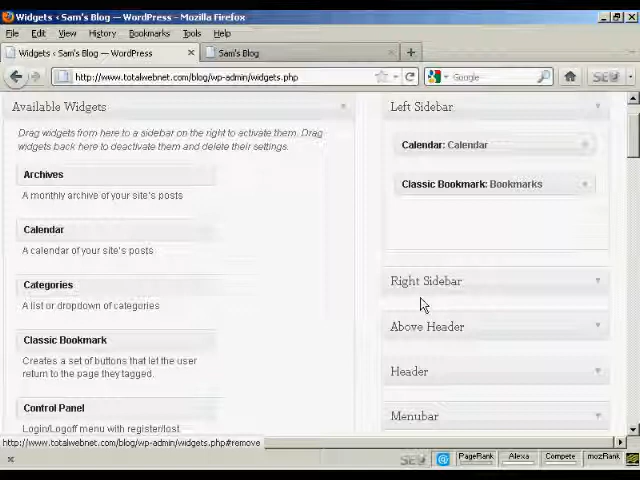 Widgets ‹ Sam's Blog — WordPress - Mozilla Firefox
File Edit View History Bookmarks Tools Help
Widgets ‹ Sam's Blog — WordPress
Sam's Blog
http://www.totalwebnet.com/blog/wp-admin/widgets.php
Google
SEO
Available Widgets
Drag widgets from here to a sidebar on the right to activate them. Drag
widgets back here to deactivate them and delete their settings.
Archives
A monthly archive of your site's posts
Calendar
A calendar of your site's posts
Categories
A list or dropdown of categories
Classic Bookmark
Creates a set of buttons that let the user
return to the page they tagged.
Control Panel
Login/Logoff menu with register/lost
Left Sidebar
Calendar: Calendar
Classic Bookmark: Bookmarks
Right Sidebar
Above Header
Header
Menubar
http://www.totalwebnet.com/blog/wp-admin/widgets.php#remove
SEO
@ PageRank Alexa Compete mozRank